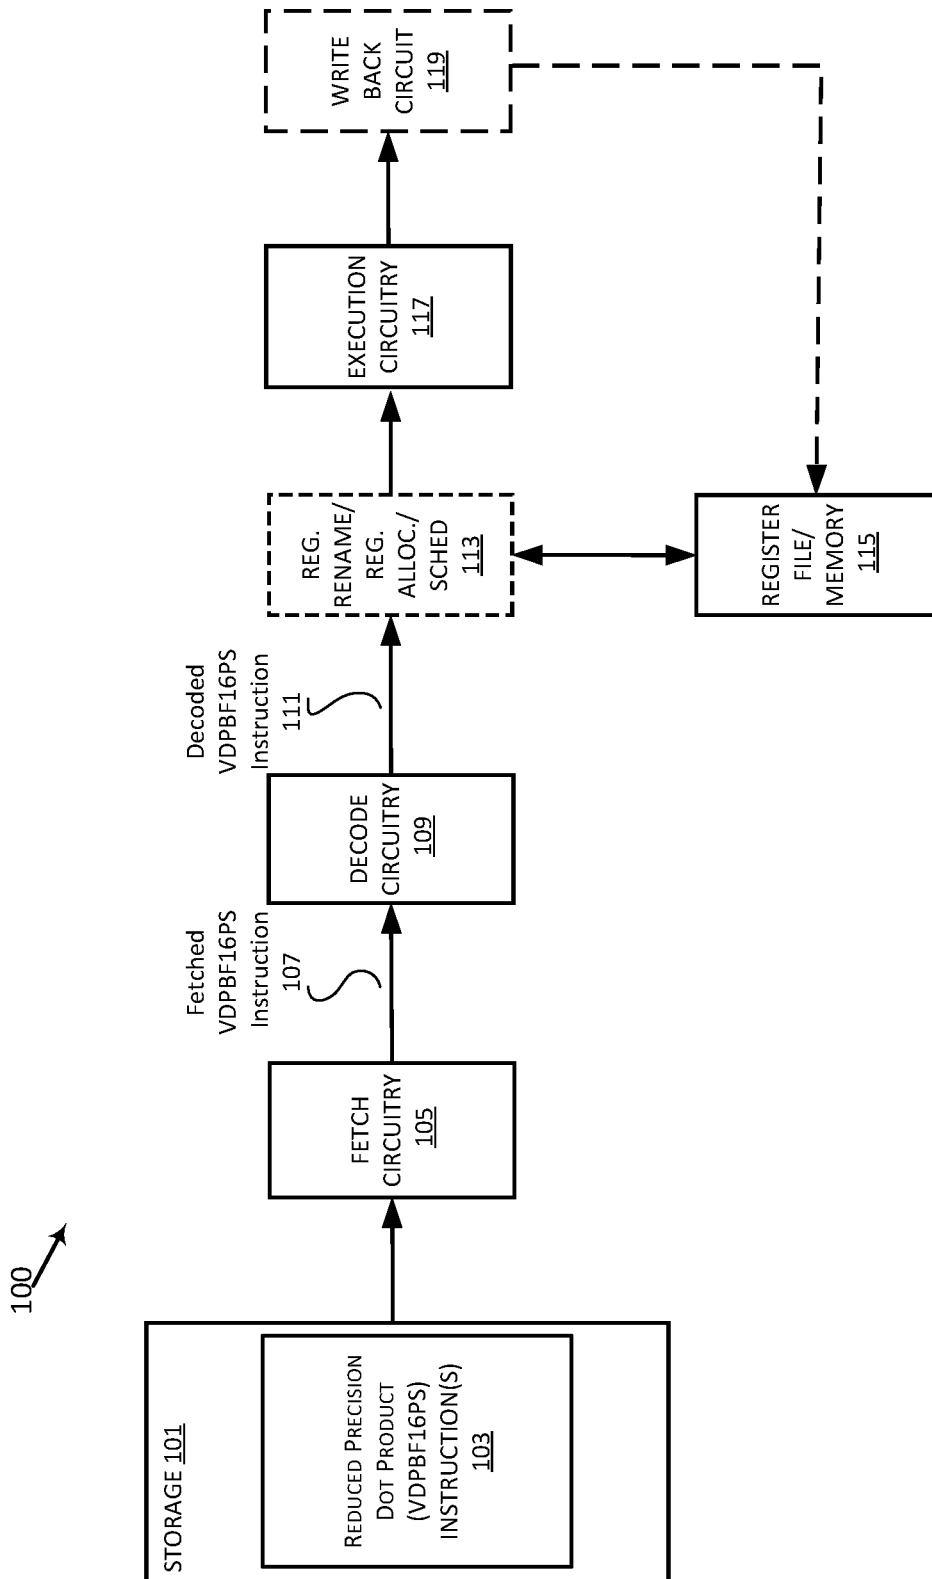 100
STORAGE 101
REDUCED PRECISION
DOT PRODUCT
(VDPBF16PS)
INSTRUCTION(S)
103
FETCH
CIRCUITRY
105
Fetched
VDPBF16PS
Instruction
107
DECODE
CIRCUITRY
109
Decoded
VDPBF16PS
Instruction
111
REG.
RENAME/
REG.
ALLOC./
SCHED
113
REGISTER
FILE/
MEMORY
115
EXECUTION
CIRCUITRY
117
WRITE
BACK
CIRCUIT
119